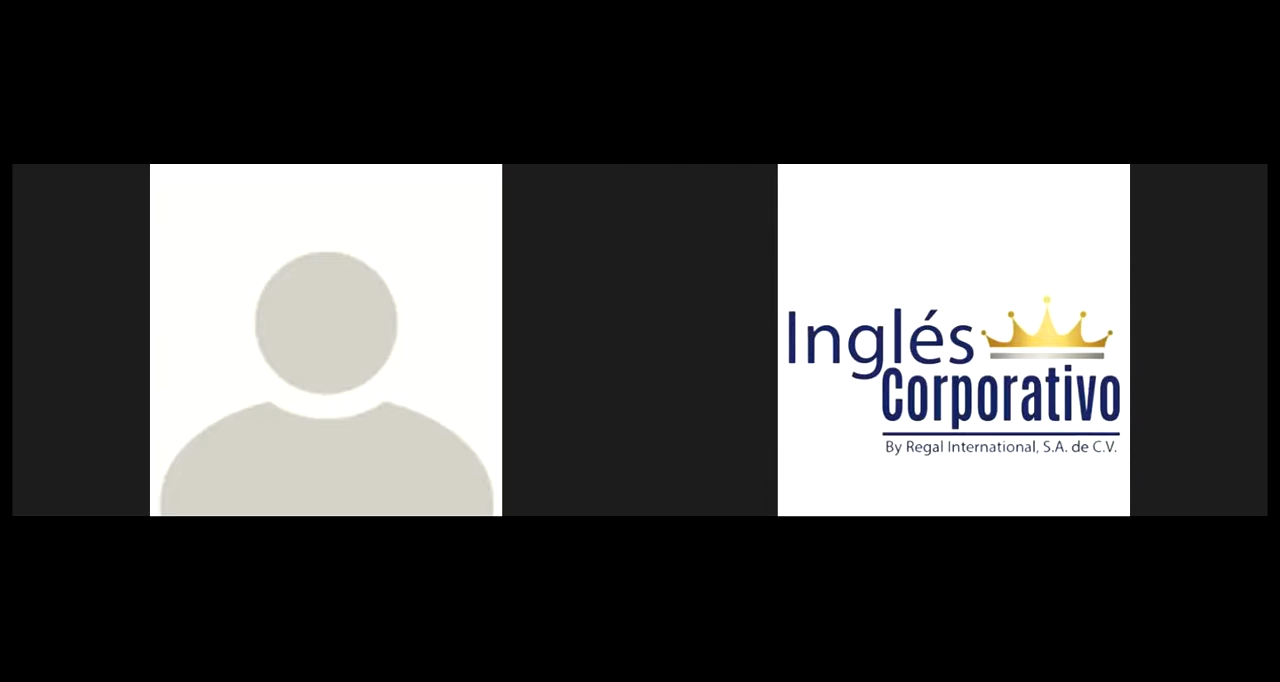 Inglés
Corporativo
By Regal International, S.A. de C.V.